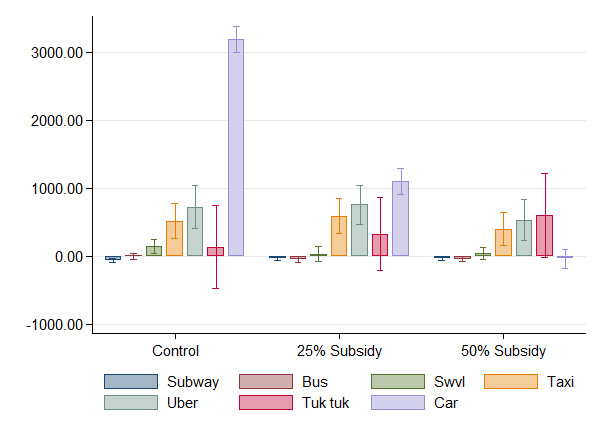 3000.00
2000.00
1000.00
0.00
-1000.00
Control 25% Subsidy 50% Subsidy
Subway Bus Swvl Taxi
Uber Tuk tuk Car